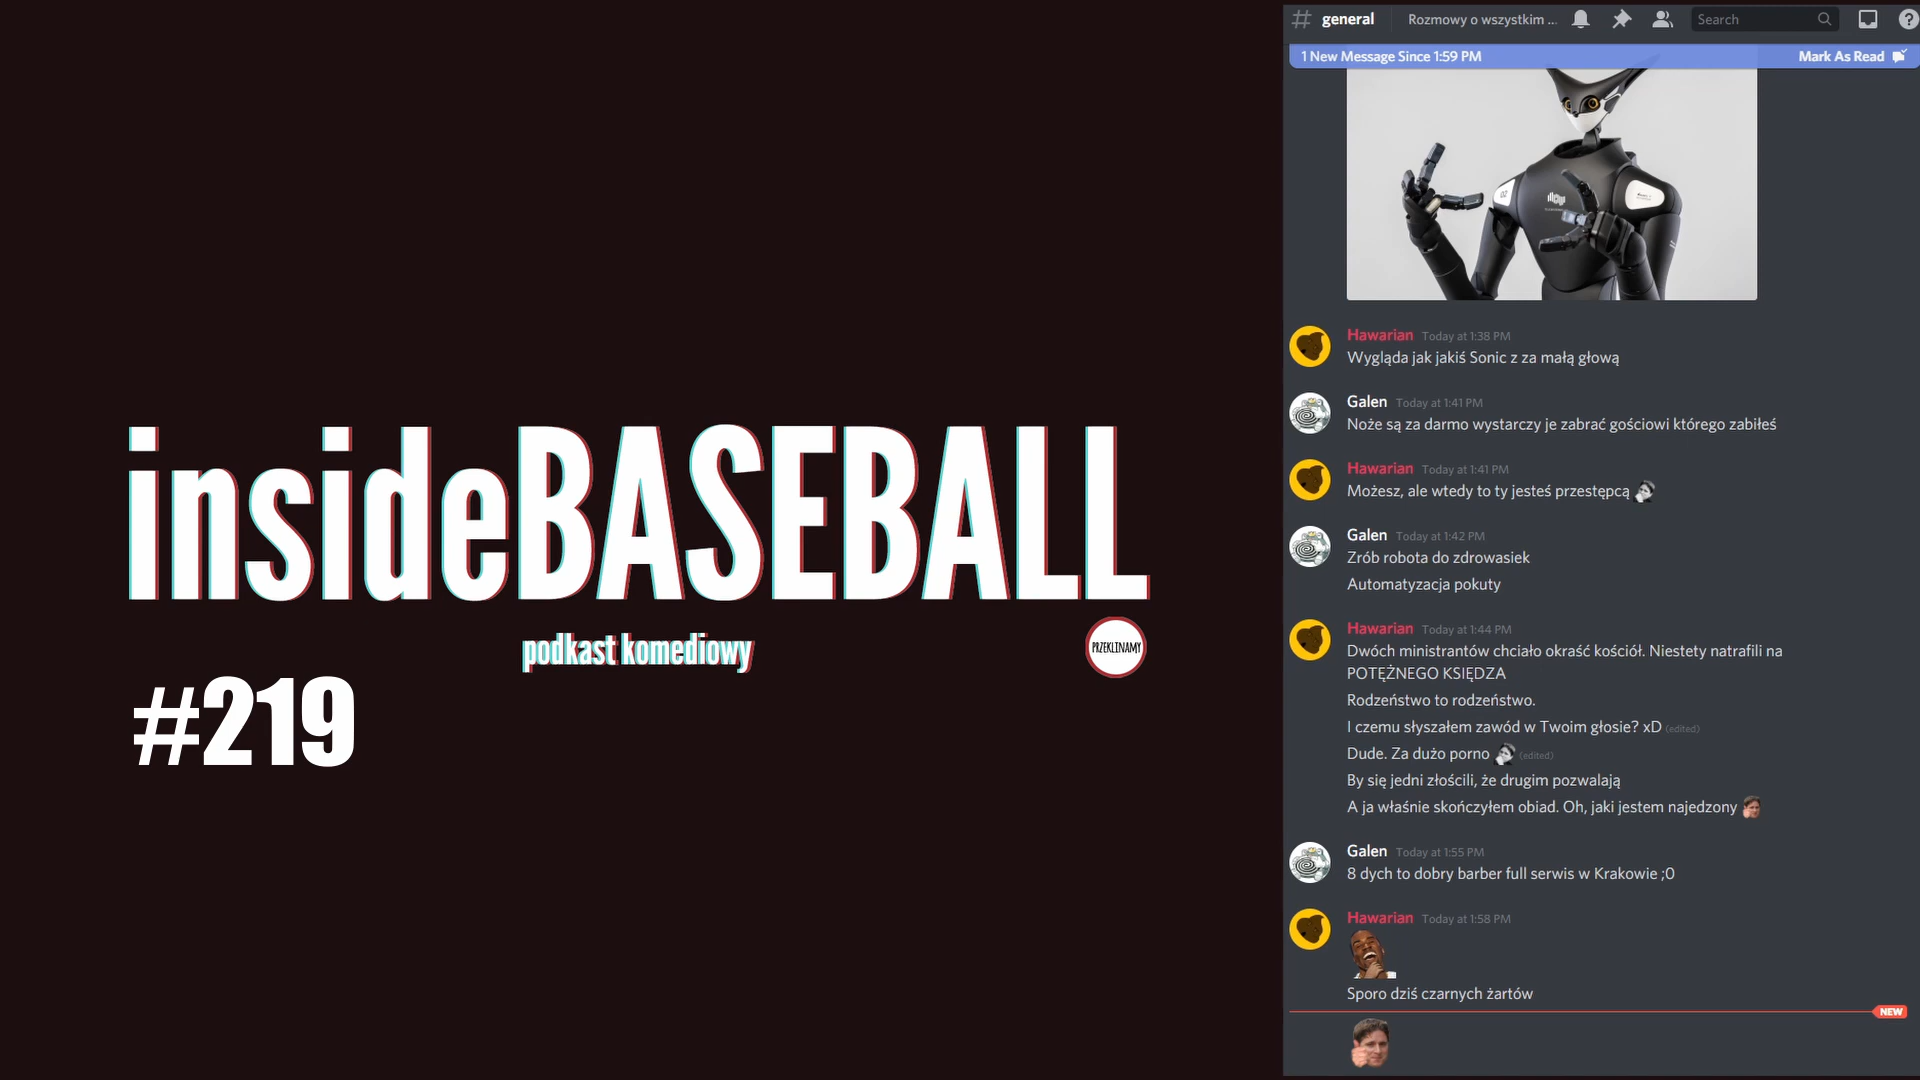 insideBASEBALL
podkast komediowy
PRZEKLINAMY
#219
# general
Rozmowy o wszystkim ...
Search
1 New Message Since 1:59 PM
Mark As Read
02
Hawarian Today at 1:38 PM
Wygląda jak jakiś Sonic z za małą głową
Galen Today at 1:41 PM
Noże są za darmo wystarczy je zabrać gościowi którego zabiłeś
Hawarian Today at 1:41 PM
Możesz, ale wtedy to ty jesteś przestępcą
Galen Today at 1:42 PM
Zrób robota do zdrowasiek
Automatyzacja pokuty
Hawarian Today at 1:44 PM
Dwóch ministrantów chciało okraść kościół. Niestety natrafili na
POTĘŻNEGO KSIĘDZA
Rodzeństwo to rodzeństwo.
I czemu słyszałem zawód w Twoim głosie? xD (edited)
Dude. Za dużo porno (edited)
By się jedni złościli, że drugim pozwalają
A ja właśnie skończyłem obiad. Oh, jaki jestem najedzony
Galen Today at 1:55 PM
8 dych to dobry barber full serwis w Krakowie ;0
Hawarian Today at 1:58 PM
Sporo dziś czarnych żartów
NEW